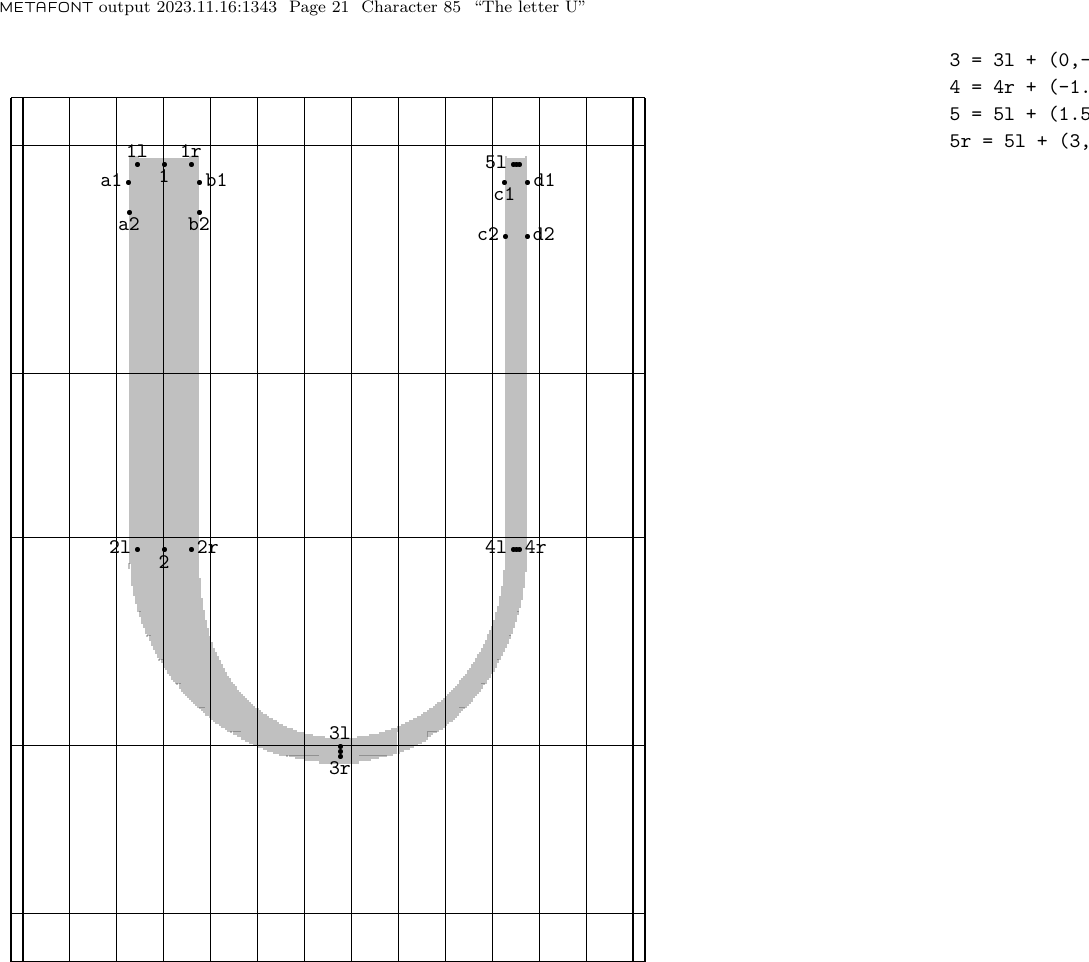 METAFONT output 2023.11.16:1343 Page 21 Character 85 “The letter U”
3 = 3l + (0,-
4 = 4r + (-1.
5 = 5l + (1.5
5r = 5l + (3,
1l 1r 5l
1
a1 b1 c1 d1
a2 b2 c2 d2
2l 2r 4l 4r
2
3l
3r